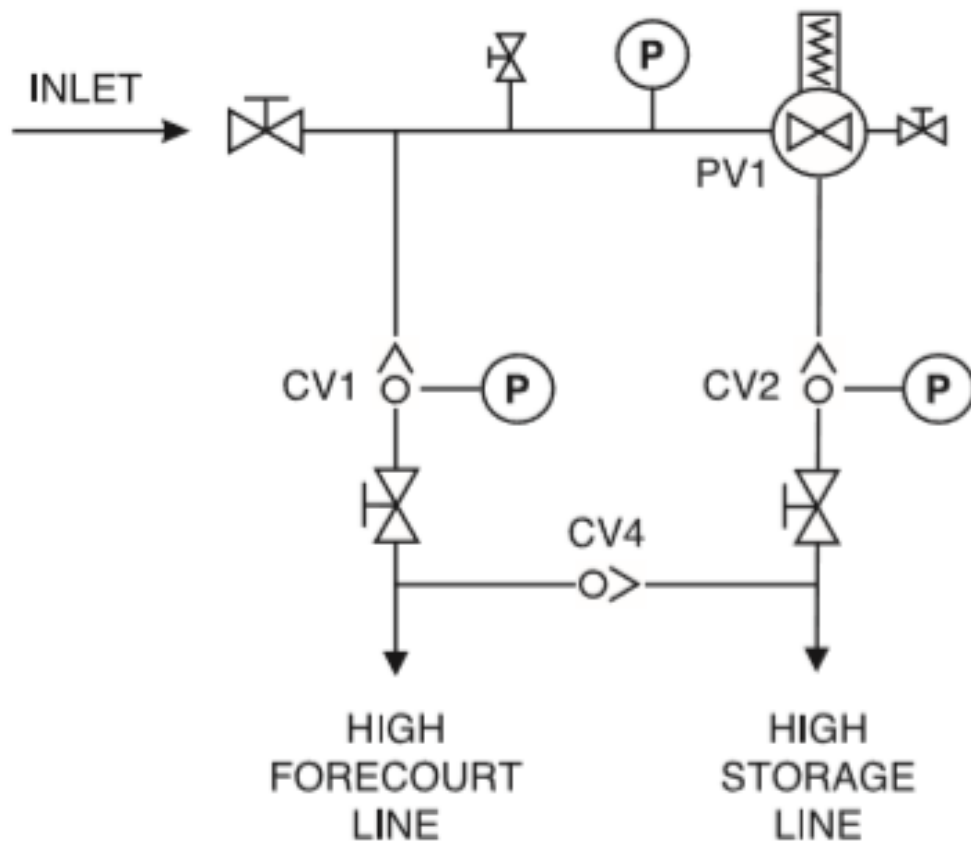 INLET
P
PV1
CV1
P
CV2
P
CV4
HIGH
FORECOURT
LINE
HIGH
STORAGE
LINE